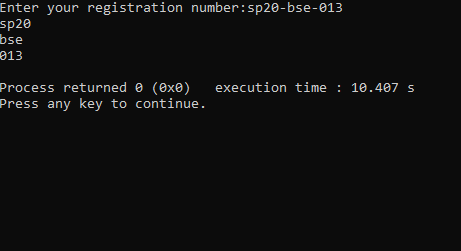 Enter your registration number:sp20-bse-013
sp20
bse
013
Process returned 0 (0x0)   execution time : 10.407 s
Press any key to continue.